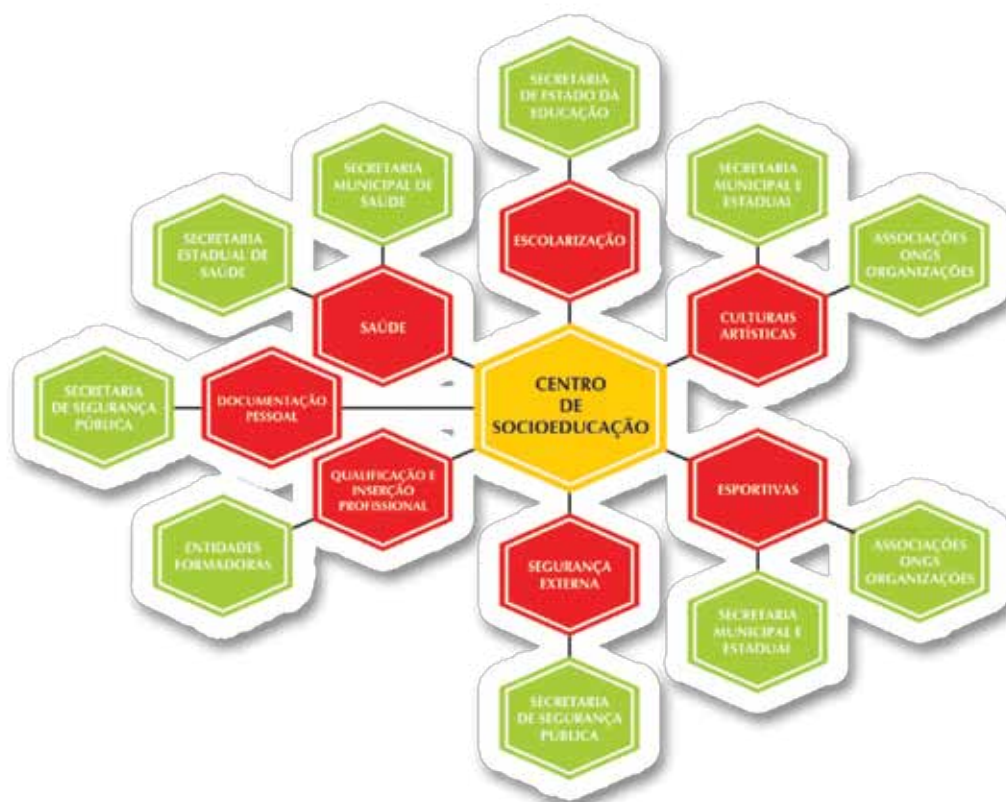 SECRETARIA
DE ESTADO DA
EDUCAÇÃO
SECRETARIA
MUNICIPAL DE
SAÚDE
SECRETARIA
MUNICIPAL E
ESTADUAL
SECRETARIA
ESTADUAL DE
SAÚDE
ESCOLARIZAÇÃO
ASSOCIAÇÕES
ONGS
ORGANIZAÇÕES
SAÚDE
CULTURAIS
ARTÍSTICAS
SECRETARIA
DE SEGURANÇA
PÚBLICA
DOCUMENTAÇÃO
PESSOAL
CENTRO
DE
SOCIOEDUCAÇÃO
QUALIFICAÇÃO E
INSERÇÃO
PROFISSIONAL
ESPORTIVAS
ENTIDADES
FORMADORAS
SEGURANÇA
EXTERNA
ASSOCIAÇÕES
ONGS
ORGANIZAÇÕES
SECRETARIA
MUNICIPAL E
ESTADUAL
SECRETARIA
DE SEGURANÇA
PÚBLICA